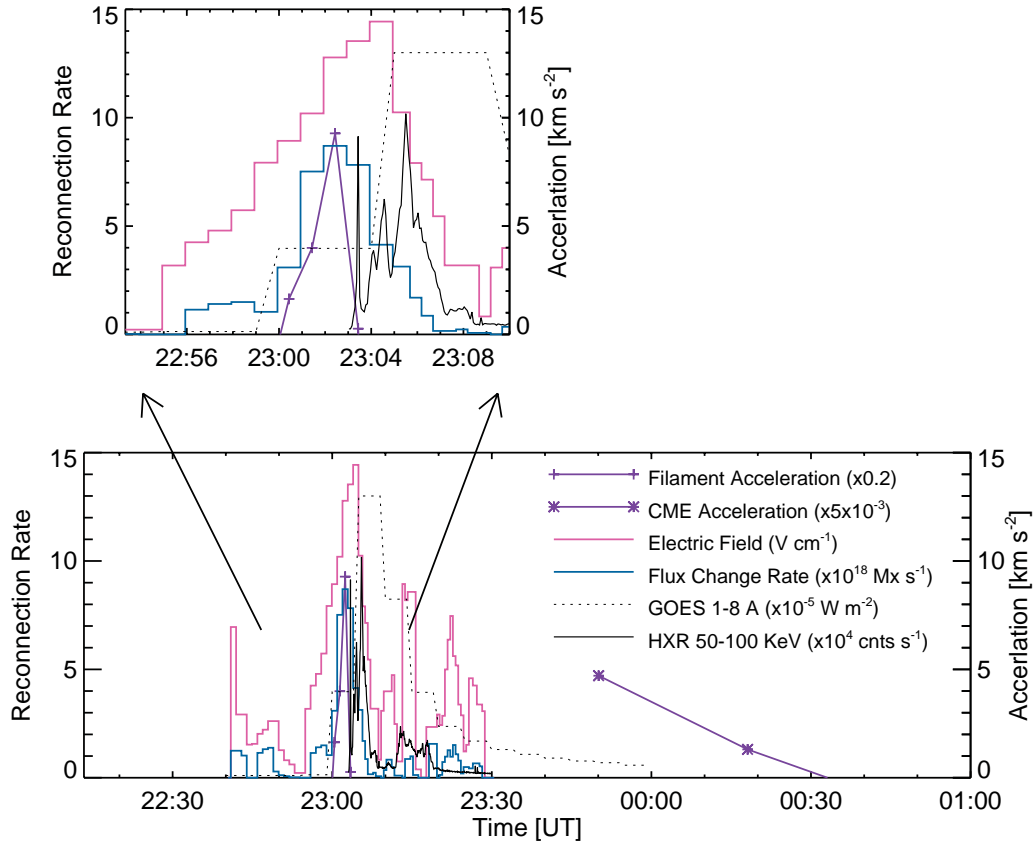 15
15
10
10
5
5
0
0
Reconnection Rate
Accerlation [km s⁻²]
22:56 23:00 23:04 23:08
15
15
10
10
5
5
0
0
Reconnection Rate
Accerlation [km s⁻²]
Filament Acceleration (x0.2)
CME Acceleration (x5x10⁻³)
Electric Field (V cm⁻¹)
Flux Change Rate (x10¹⁸ Mx s⁻¹)
GOES 1-8 A (x10⁻⁵ W m⁻²)
HXR 50-100 KeV (x10⁴ cnts s⁻¹)
22:30 23:00 23:30 00:00 00:30 01:00
Time [UT]